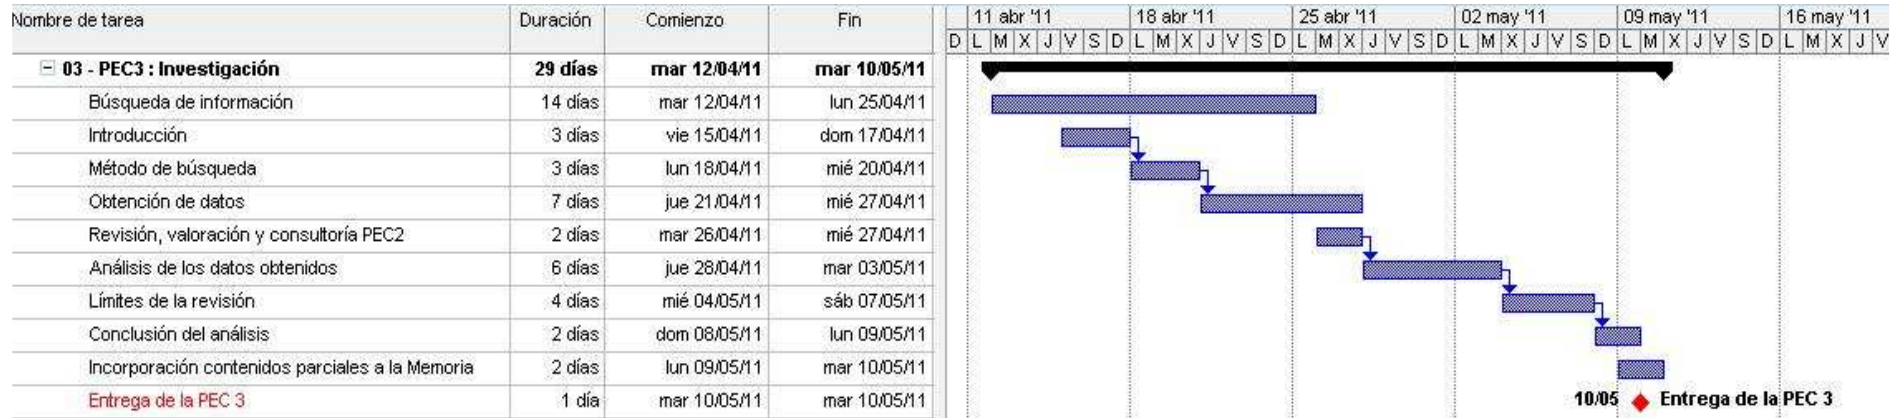 Nombre de tarea Duración Comienzo Fin 11 abr '11 18 abr '11 25 abr '11 02 may '11 09 may '11 16 may '11
D L M X J V S D L M X J V S D L M X J V S D L M X J V S D L M X J V S D L M X J V
03 - PEC3 : Investigación 29 días mar 12/04/11 mar 10/05/11
Búsqueda de información 14 días mar 12/04/11 lun 25/04/11
Introducción 3 días vie 15/04/11 dom 17/04/11
Método de búsqueda 3 días lun 18/04/11 mié 20/04/11
Obtención de datos 7 días jue 21/04/11 mié 27/04/11
Revisión, valoración y consultoría PEC2 2 días mar 26/04/11 mié 27/04/11
Análisis de los datos obtenidos 6 días jue 28/04/11 mar 03/05/11
Límites de la revisión 4 días mié 04/05/11 sáb 07/05/11
Conclusión del análisis 2 días dom 08/05/11 lun 09/05/11
Incorporación contenidos parciales a la Memoria 2 días lun 09/05/11 mar 10/05/11
Entrega de la PEC 3 1 día mar 10/05/11 mar 10/05/11 10/05 Entrega de la PEC 3